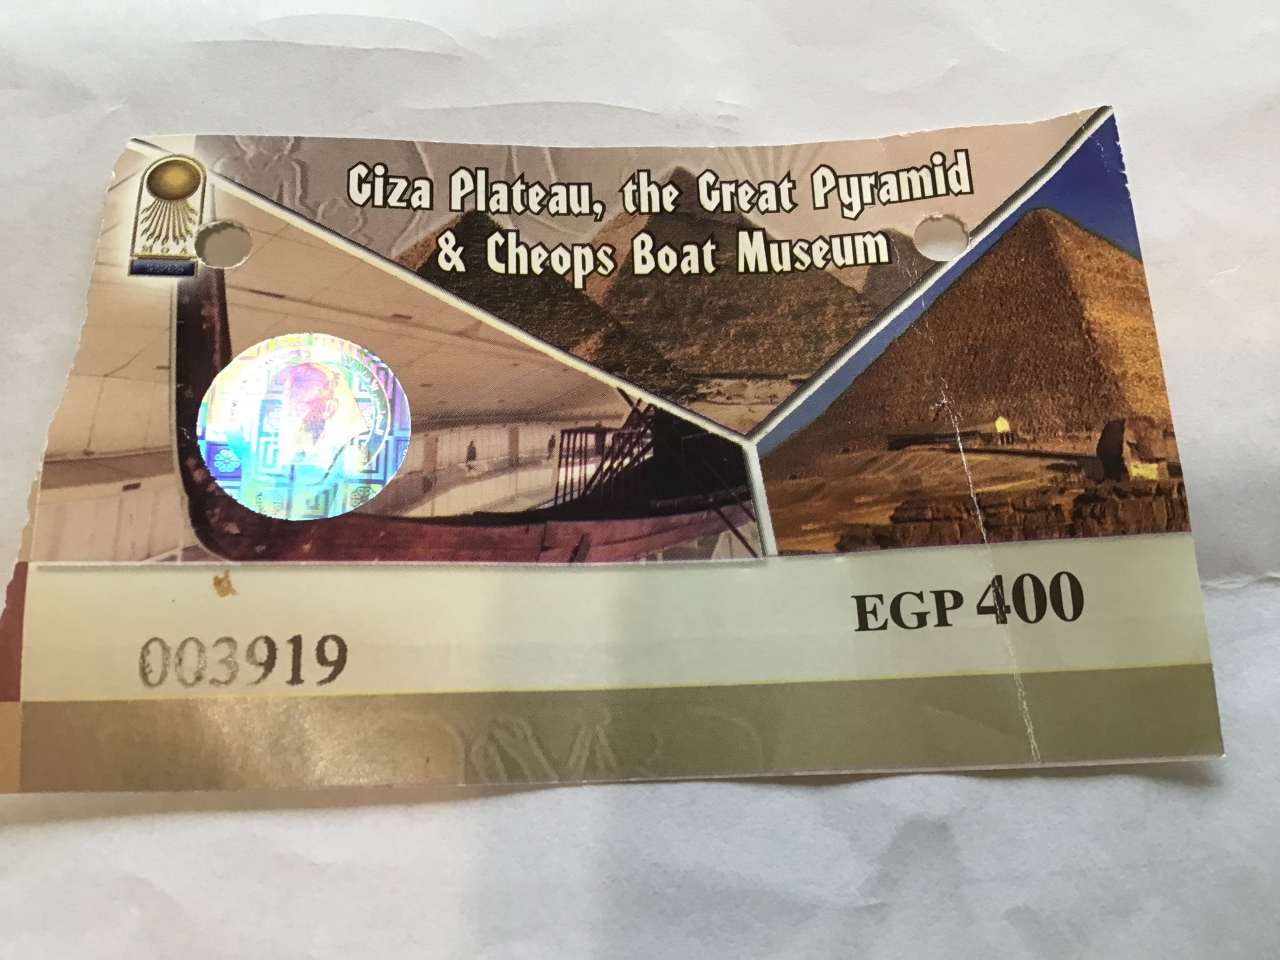 Giza Plateau, the Great Pyramid
& Cheops Boat Museum
003919
EGP 400